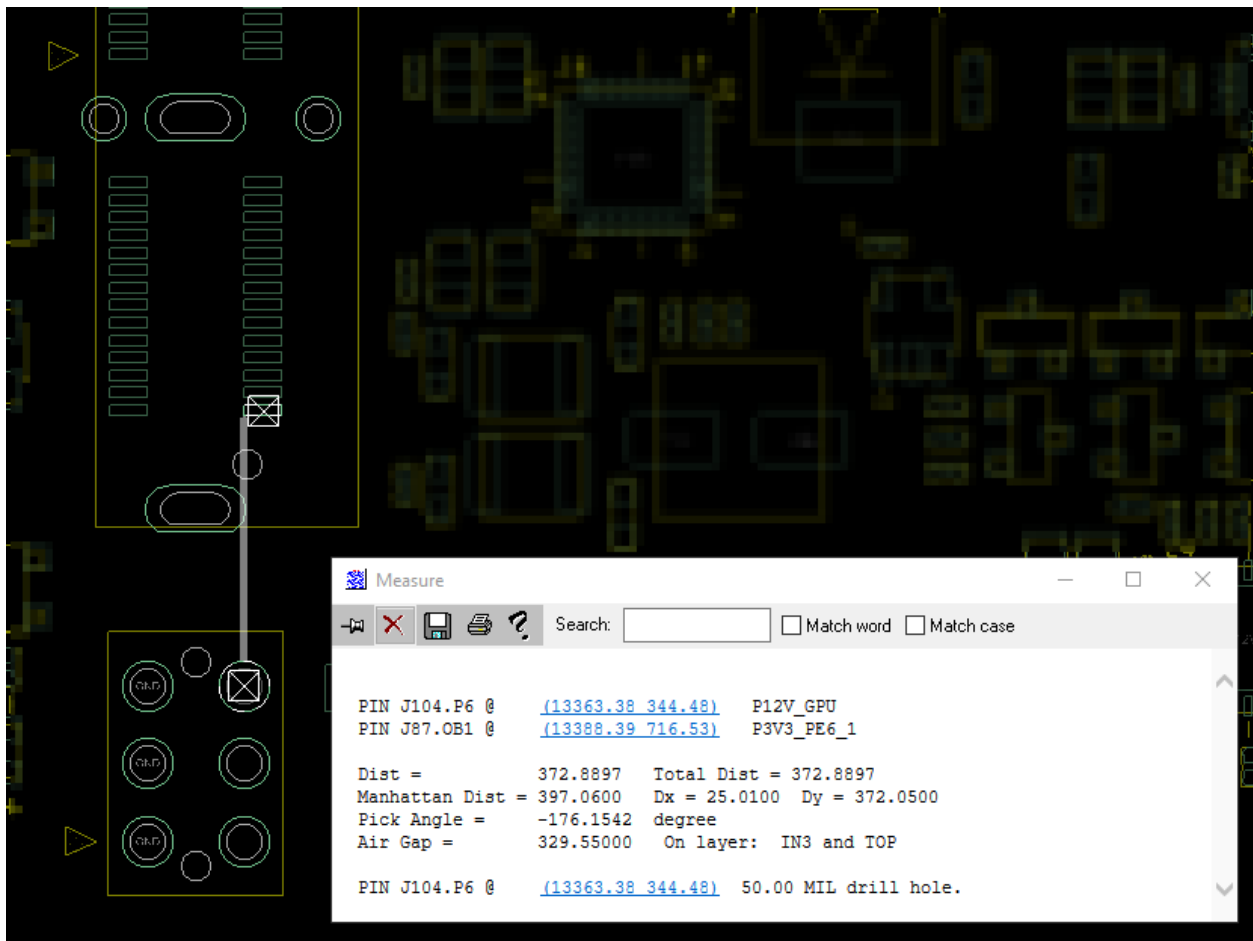 Measure
Search:
Match word
Match case
PIN J104.P6 @ (13363.38 344.48) P12V_GPU
PIN J87.OB1 @ (13388.39 716.53) P3V3_PE6_1
Dist = 372.8897 Total Dist = 372.8897
Manhattan Dist = 397.0600 Dx = 25.0100 Dy = 372.0500
Pick Angle = -176.1542 degree
Air Gap = 329.55000 On layer: IN3 and TOP
PIN J104.P6 @ (13363.38 344.48) 50.00 MIL drill hole.
GND
GND
GND